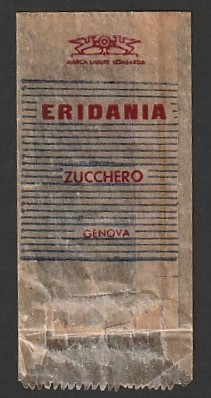 MARCA LIGURE LOMBARDA
ERIDANIA
ZUCCHERO
GENOVA